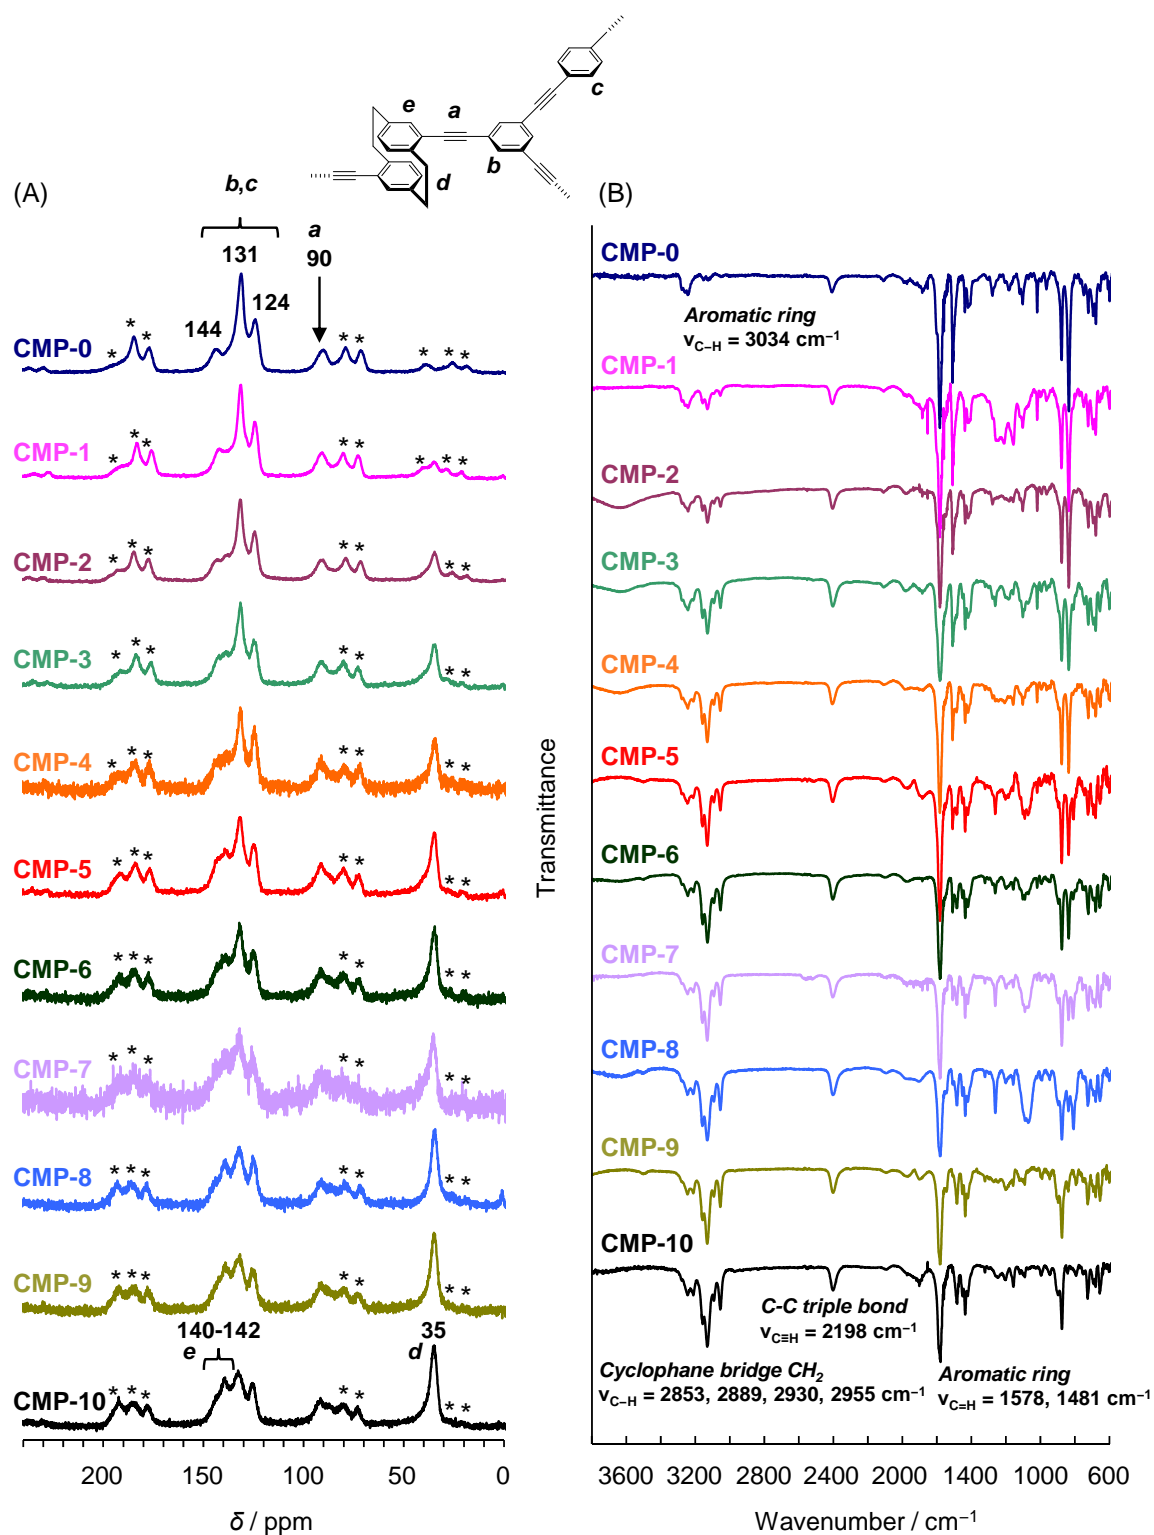 e
a
c
b
d
(A)
b,c
a
131
90
124
144
* * * * * * * *
CMP-0
* * * * * * * *
CMP-1
* * * * * * *
CMP-2
* * * * * * *
CMP-3
* * * * * * *
CMP-4
* * * * * * *
CMP-5
* * * * * * *
CMP-6
* * * * * * *
CMP-7
* * * * * * *
CMP-8
* * * * * * *
CMP-9
140-142
35
e
d
* * * * * * *
CMP-10
200 150 100 50 0
δ / ppm
(B)
Transmittance
CMP-0
Aromatic ring
νC–H = 3034 cm−1
CMP-1
CMP-2
CMP-3
CMP-4
CMP-5
CMP-6
CMP-7
CMP-8
CMP-9
CMP-10
C-C triple bond
νC≡H = 2198 cm−1
Cyclophane bridge CH2
νC–H = 2853, 2889, 2930, 2955 cm−1
Aromatic ring
νC=H = 1578, 1481 cm−1
3600 3200 2800 2400 2000 1800 1400 1000 600
Wavenumber / cm−1